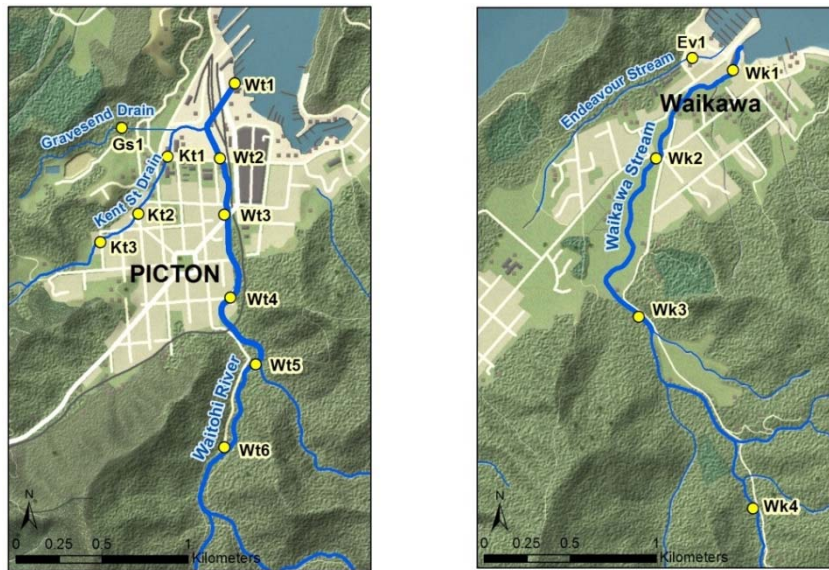 Wt1
Gravesend Drain
Gs1
Kt1
Wt2
Kent St Drain
Kt2
Wt3
Kt3
PICTON
Wt4
Wt5
Waitohi River
Wt6
N
0 0.25 0.5 1
Kilometers
Ev1
Endeavour Stream
Wk1
Waikawa
Wk2
Waikawa Stream
Wk3
Wk4
N
0 0.25 0.5 1
Kilometers